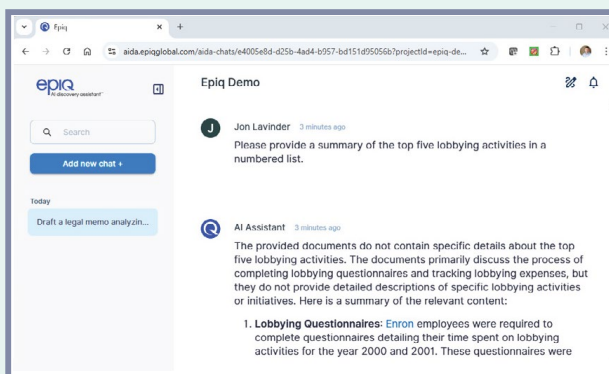 Epiq
aida.epiqglobal.com/aida-chats/e4005e8d-d25b-4ad4-b957-bd151d95056b?projectId=epiq-de...
epiq
AI discovery assistant
Epiq Demo
Search
Add new chat +
Today
Draft a legal memo analyzin...
J
Jon Lavinder 3 minutes ago
Please provide a summary of the top five lobbying activities in a
numbered list.
AI Assistant 3 minutes ago
The provided documents do not contain specific details about the top
five lobbying activities. The documents primarily discuss the process of
completing lobbying questionnaires and tracking lobbying expenses, but
they do not provide detailed descriptions of specific lobbying activities
or initiatives. Here is a summary of the relevant content:
1. Lobbying Questionnaires: Enron employees were required to
complete questionnaires detailing their time spent on lobbying
activities for the year 2000 and 2001. These questionnaires were